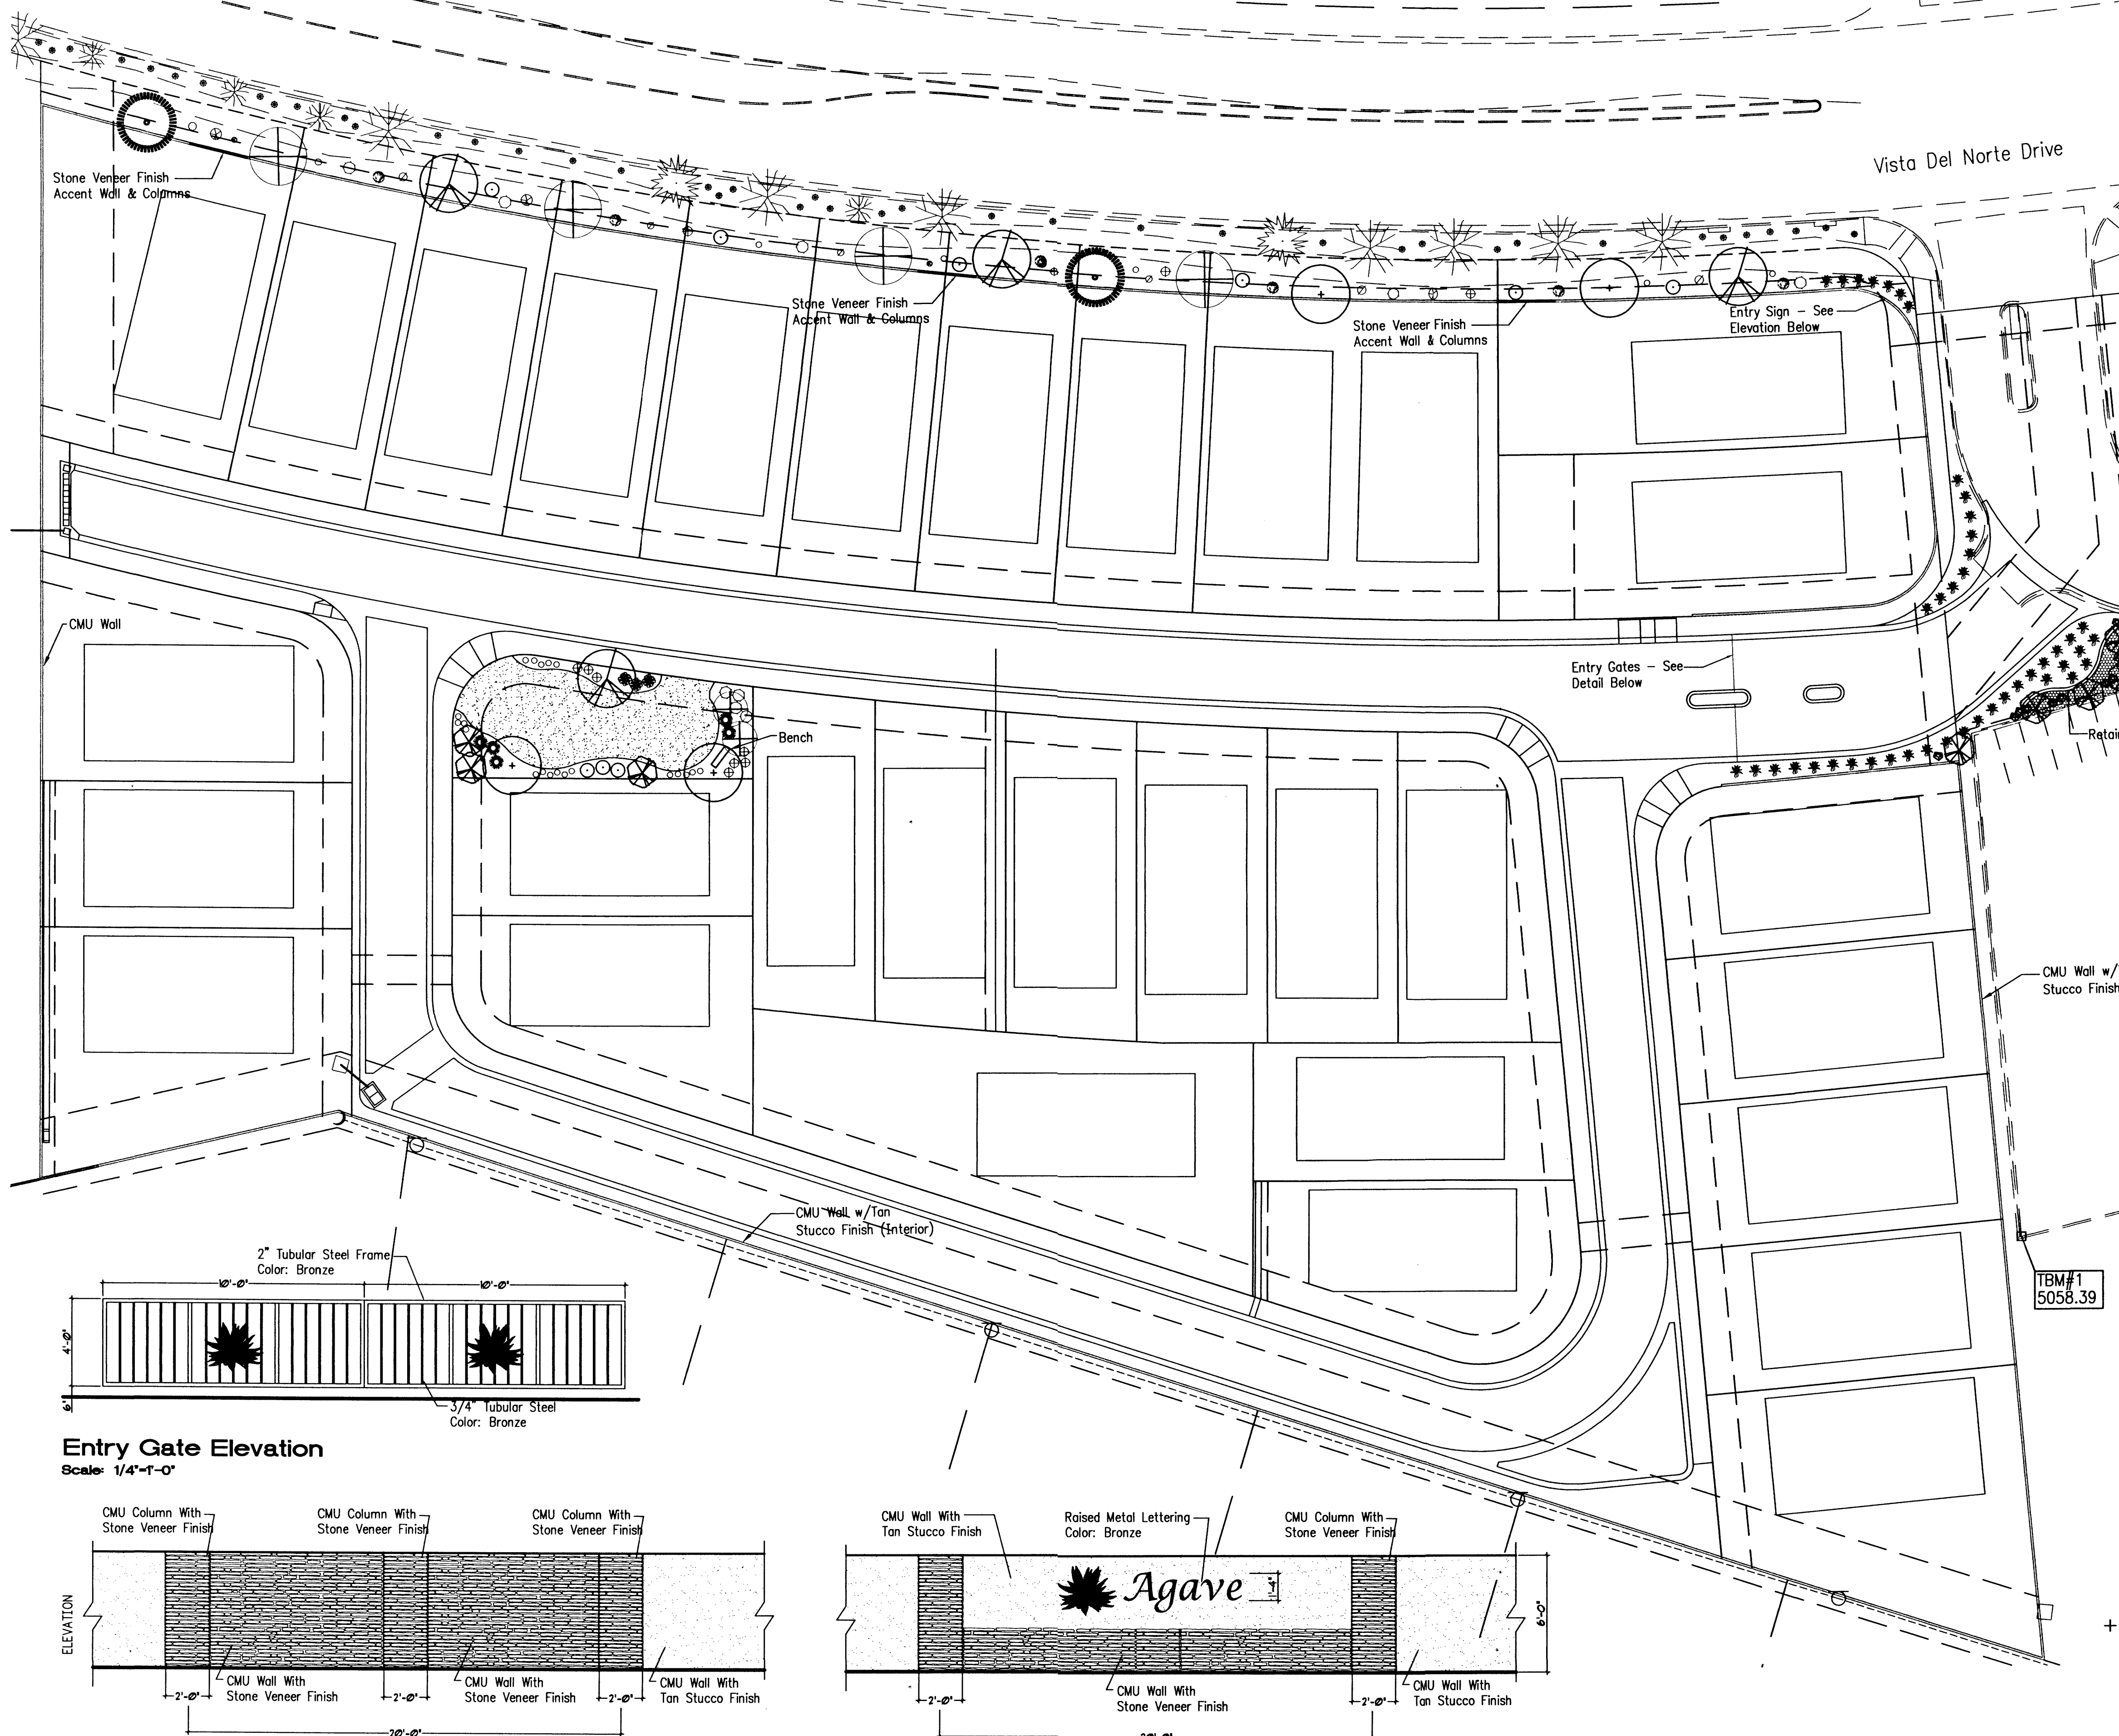 Vista Del Norte Drive
Stone Veneer Finish
Accent Wall & Columns
Stone Veneer Finish
Accent Wall & Columns
Stone Veneer Finish
Accent Wall & Columns
Entry Sign - See
Elevation Below
CMU Wall
Entry Gates - See
Detail Below
Bench
CMU Wall w/
Stucco Finish
CMU Wall w/Tan
Stucco Finish (Interior)
TBM#1
5058.39
2" Tubular Steel Frame
Color: Bronze
10'-0"
10'-0"
4'-0"
6"
3/4" Tubular Steel
Color: Bronze
Entry Gate Elevation
Scale: 1/4"=1'-0"
CMU Column With
Stone Veneer Finish
CMU Column With
Stone Veneer Finish
CMU Column With
Stone Veneer Finish
ELEVATION
CMU Wall With
Stone Veneer Finish
CMU Wall With
Stone Veneer Finish
CMU Wall With
Tan Stucco Finish
2'-0"
2'-0"
2'-0"
20'-0"
CMU Wall With
Tan Stucco Finish
Raised Metal Lettering
Color: Bronze
CMU Column With
Stone Veneer Finish
Agave
6'-0"
CMU Wall With
Stone Veneer Finish
CMU Wall With
Tan Stucco Finish
2'-0"
2'-0"